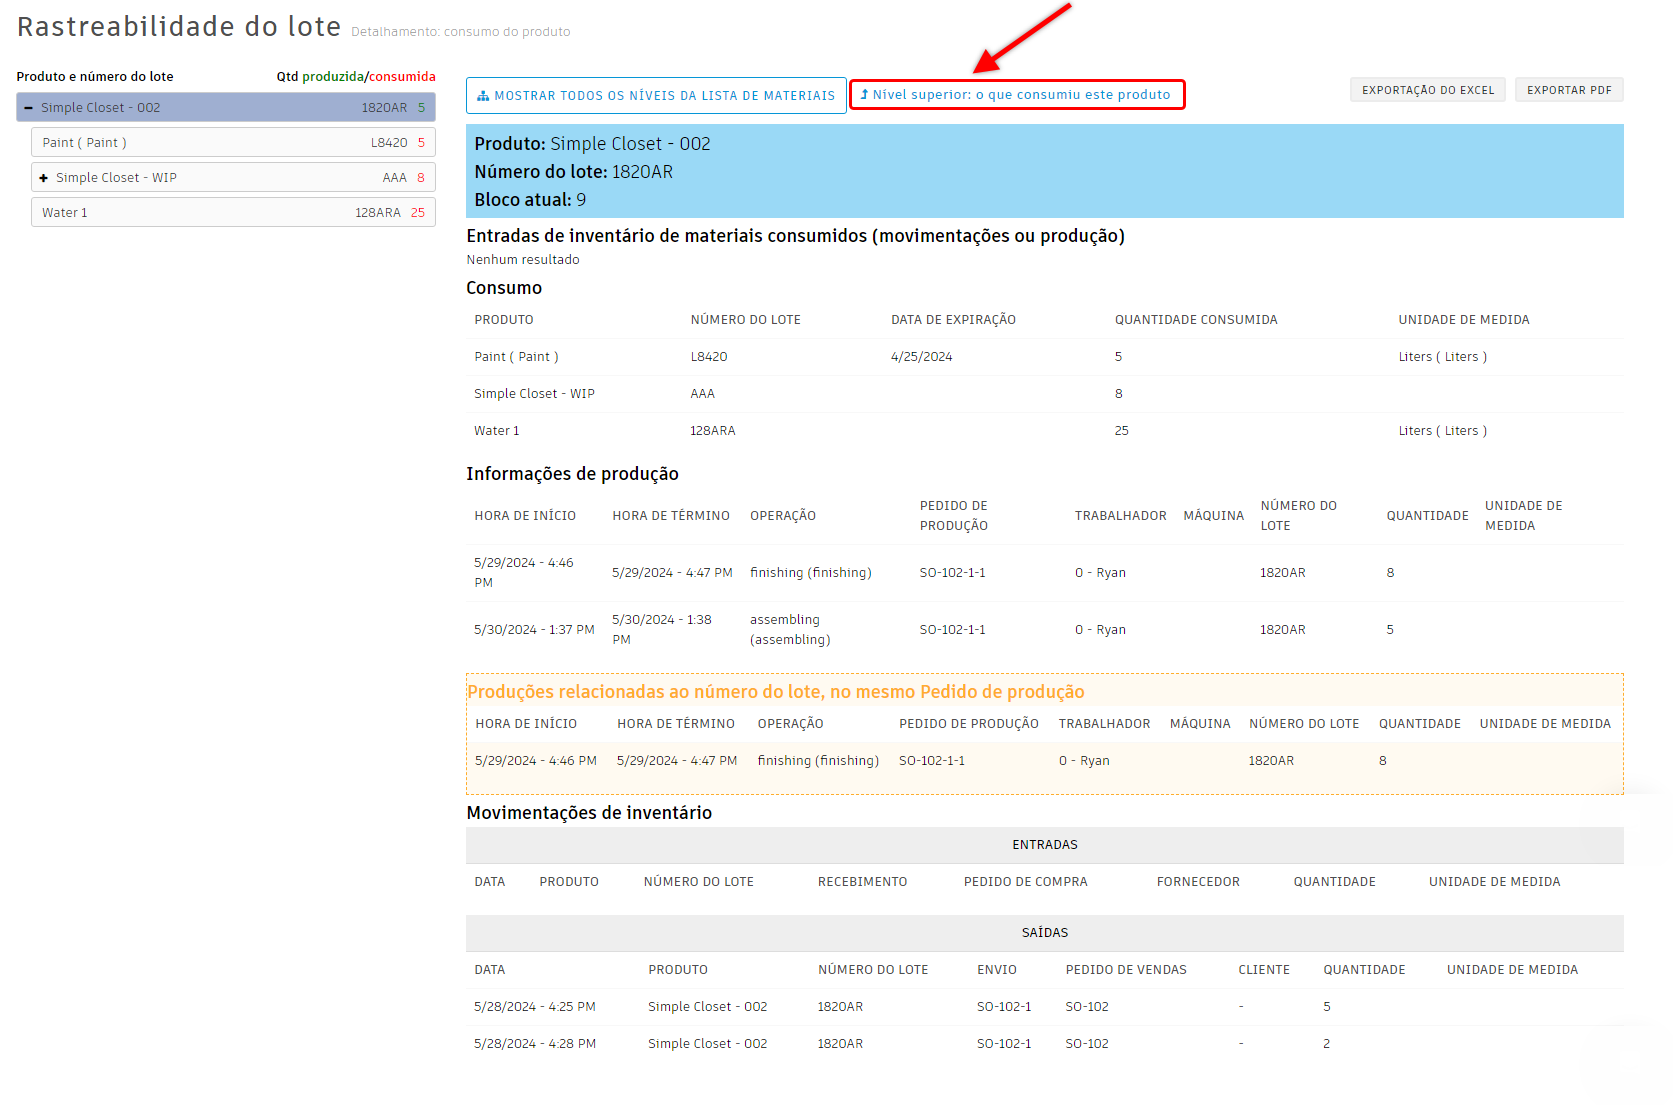 Rastreabilidade do lote Detalhamento: consumo do produto
Produto e número do lote Qtd produzida/consumida
Simple Closet - 002 1820AR 5
Paint ( Paint ) L8420 5
Simple Closet - WIP AAA 8
Water 1 128ARA 25
MOSTRAR TODOS OS NÍVEIS DA LISTA DE MATERIAIS Nível superior: o que consumiu este produto EXPORTAÇÃO DO EXCEL EXPORTAR PDF
Produto: Simple Closet - 002
Número do lote: 1820AR
Bloco atual: 9
Entradas de inventário de materiais consumidos (movimentações ou produção)
Nenhum resultado
Consumo
PRODUTO NÚMERO DO LOTE DATA DE EXPIRAÇÃO QUANTIDADE CONSUMIDA UNIDADE DE MEDIDA
Paint ( Paint ) L8420 4/25/2024 5 Liters ( Liters )
Simple Closet - WIP AAA 8
Water 1 128ARA 25 Liters ( Liters )
Informações de produção
HORA DE INÍCIO HORA DE TÉRMINO OPERAÇÃO PEDIDO DE PRODUÇÃO TRABALHADOR MÁQUINA NÚMERO DO LOTE QUANTIDADE UNIDADE DE MEDIDA
5/29/2024 - 4:46 PM 5/29/2024 - 4:47 PM finishing (finishing) SO-102-1-1 0 - Ryan 1820AR 8
5/30/2024 - 1:37 PM 5/30/2024 - 1:38 PM assembling (assembling) SO-102-1-1 0 - Ryan 1820AR 5
Produções relacionadas ao número do lote, no mesmo Pedido de produção
HORA DE INÍCIO HORA DE TÉRMINO OPERAÇÃO PEDIDO DE PRODUÇÃO TRABALHADOR MÁQUINA NÚMERO DO LOTE QUANTIDADE UNIDADE DE MEDIDA
5/29/2024 - 4:46 PM 5/29/2024 - 4:47 PM finishing (finishing) SO-102-1-1 0 - Ryan 1820AR 8
Movimentações de inventário
ENTRADAS
DATA PRODUTO NÚMERO DO LOTE RECEBIMENTO PEDIDO DE COMPRA FORNECEDOR QUANTIDADE UNIDADE DE MEDIDA
SAÍDAS
DATA PRODUTO NÚMERO DO LOTE ENVIO PEDIDO DE VENDAS CLIENTE QUANTIDADE UNIDADE DE MEDIDA
5/28/2024 - 4:25 PM Simple Closet - 002 1820AR SO-102-1 SO-102 - 5
5/28/2024 - 4:28 PM Simple Closet - 002 1820AR SO-102-1 SO-102 - 2